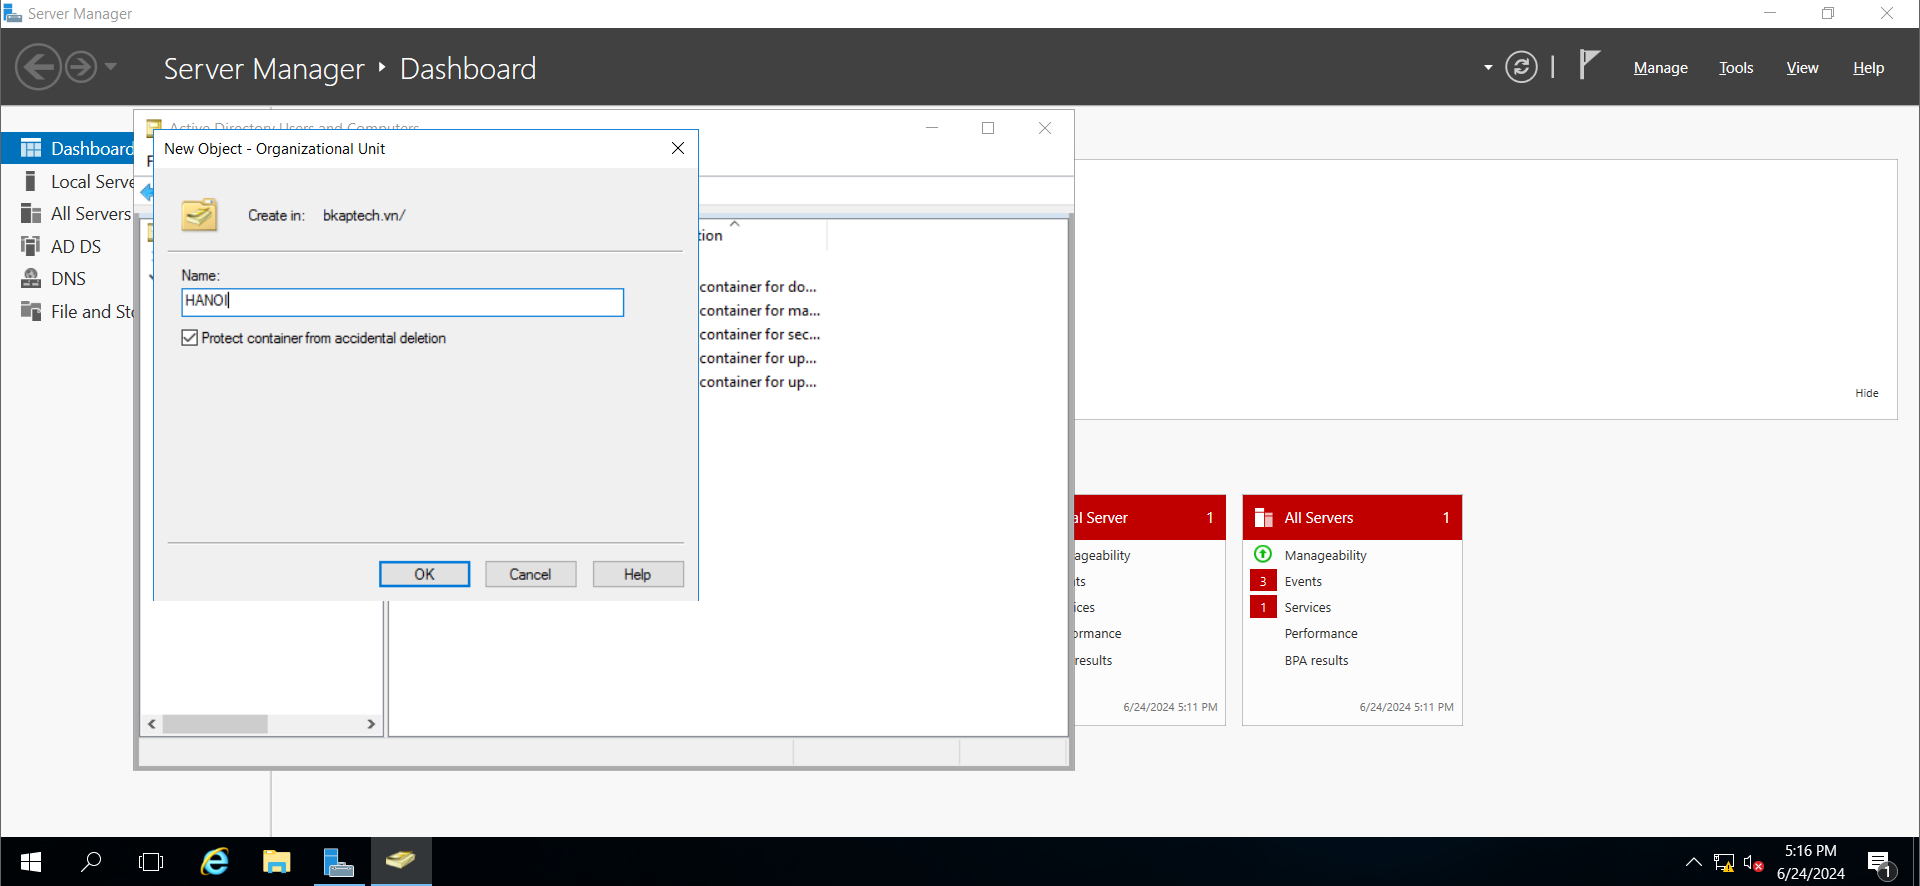 Server Manager
Server Manager ‣ Dashboard
Manage Tools View Help
Dashboard
Local Serve
All Servers
AD DS
DNS
File and Sto
Active Directory Users and Computers
F
New Object - Organizational Unit
Create in: bkaptech.vn/
Name:
HANOI
Protect container from accidental deletion
OK Cancel Help
tion
container for do...
container for ma...
container for sec...
container for up...
container for up...
Hide
al Server 1
ageability
ts
ices
ormance
results
6/24/2024 5:11 PM
All Servers 1
Manageability
3 Events
1 Services
Performance
BPA results
6/24/2024 5:11 PM
5:16 PM
6/24/2024
1